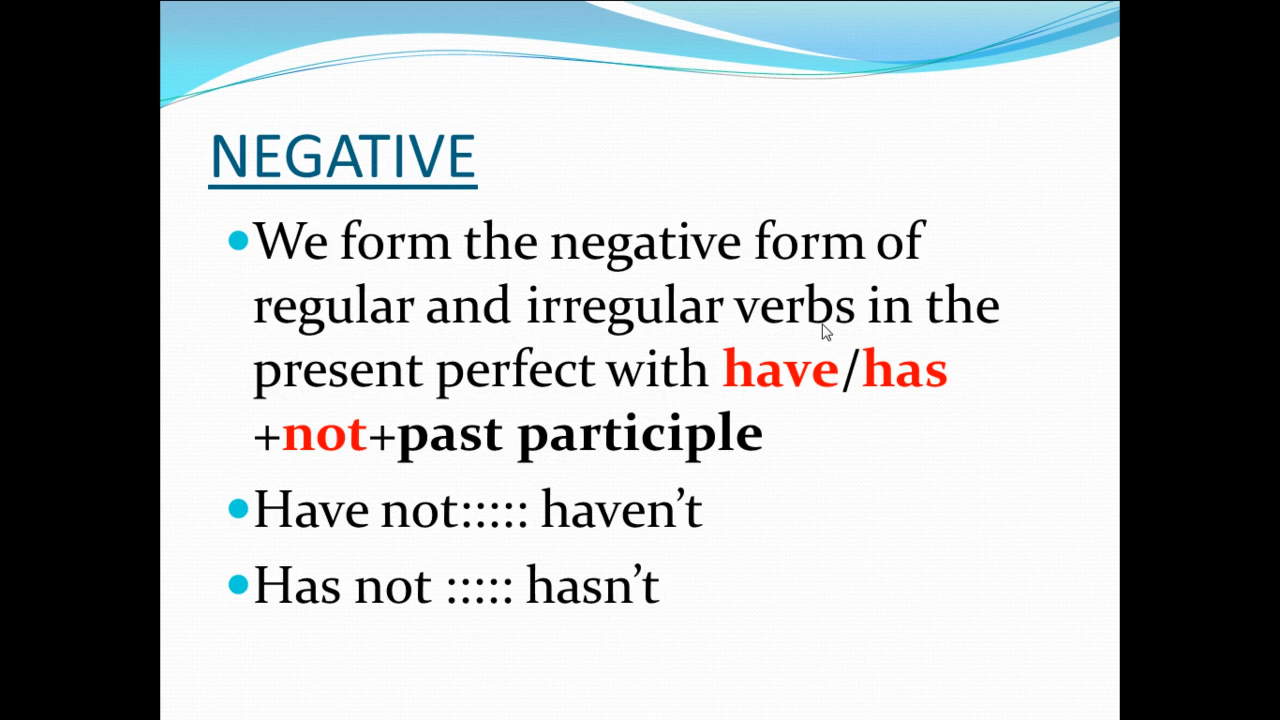 NEGATIVE
We form the negative form of
regular and irregular verbs in the
present perfect with have/has
+not+past participle
Have not::::: haven’t
Has not ::::: hasn’t